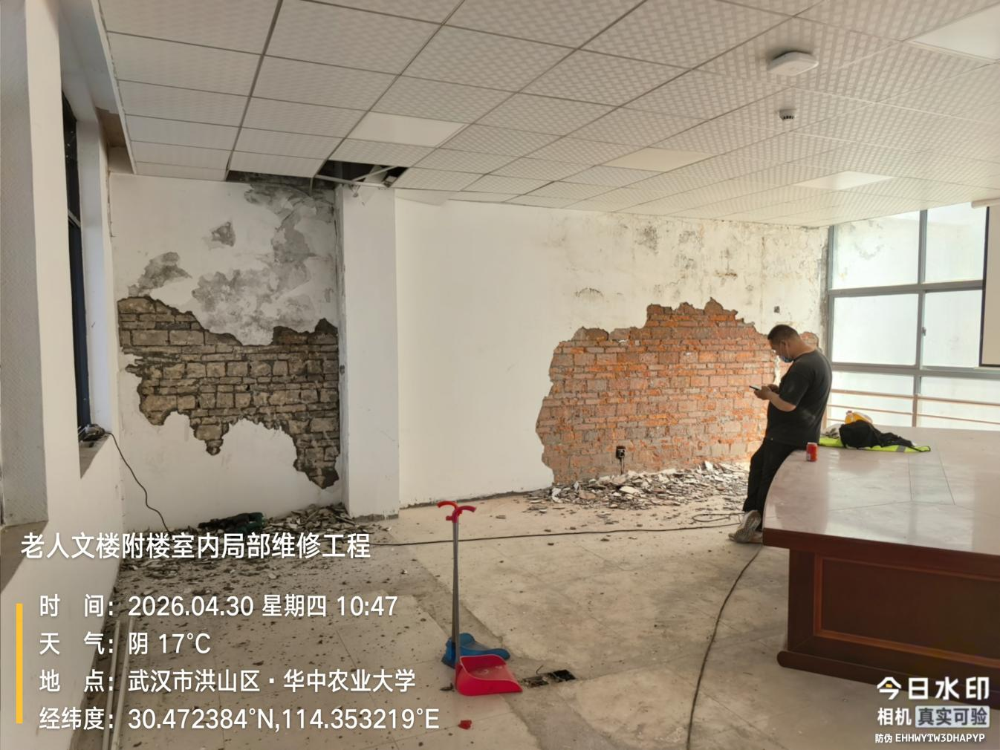 老人文楼附楼室内局部维修工程
时 间：2026.04.30 星期四 10:47
天 气：阴 17°C
地 点：武汉市洪山区·华中农业大学
经纬度：30.472384°N,114.353219°E
今日水印
相机 真实可验
防伪 EHHWYTW3DHAPYP